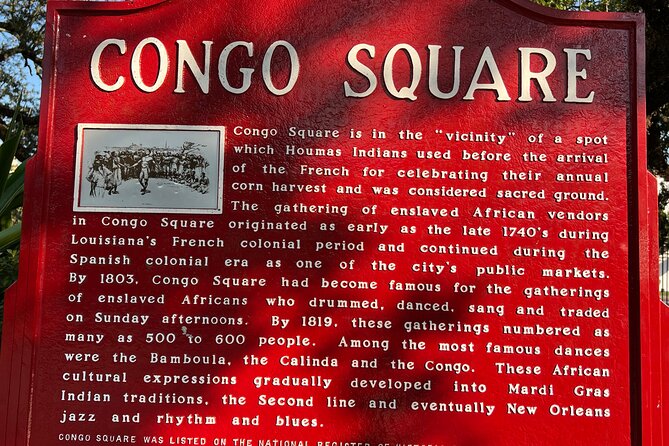 CONGO SQUARE
Congo Square is in the "vicinity" of a spot
which Houmas Indians used before the arrival
of the French for celebrating their annual
corn harvest and was considered sacred ground.
The gathering of enslaved African vendors
in Congo Square originated as early as the late 1740's during
Louisiana's French colonial period and continued during the
Spanish colonial era as one of the city's public markets.
By 1803, Congo Square had become famous for the gatherings
of enslaved Africans who drummed, danced, sang and traded
on Sunday afternoons. By 1819, these gatherings numbered as
many as 500 to 600 people. Among the most famous dances
were the Bamboula, the Calinda and the Congo. These African
cultural expressions gradually developed into Mardi Gras
Indian traditions, the Second line and eventually New Orleans
jazz and rhythm and blues.
CONGO SQUARE WAS LISTED ON THE NATIONAL REGISTER OF